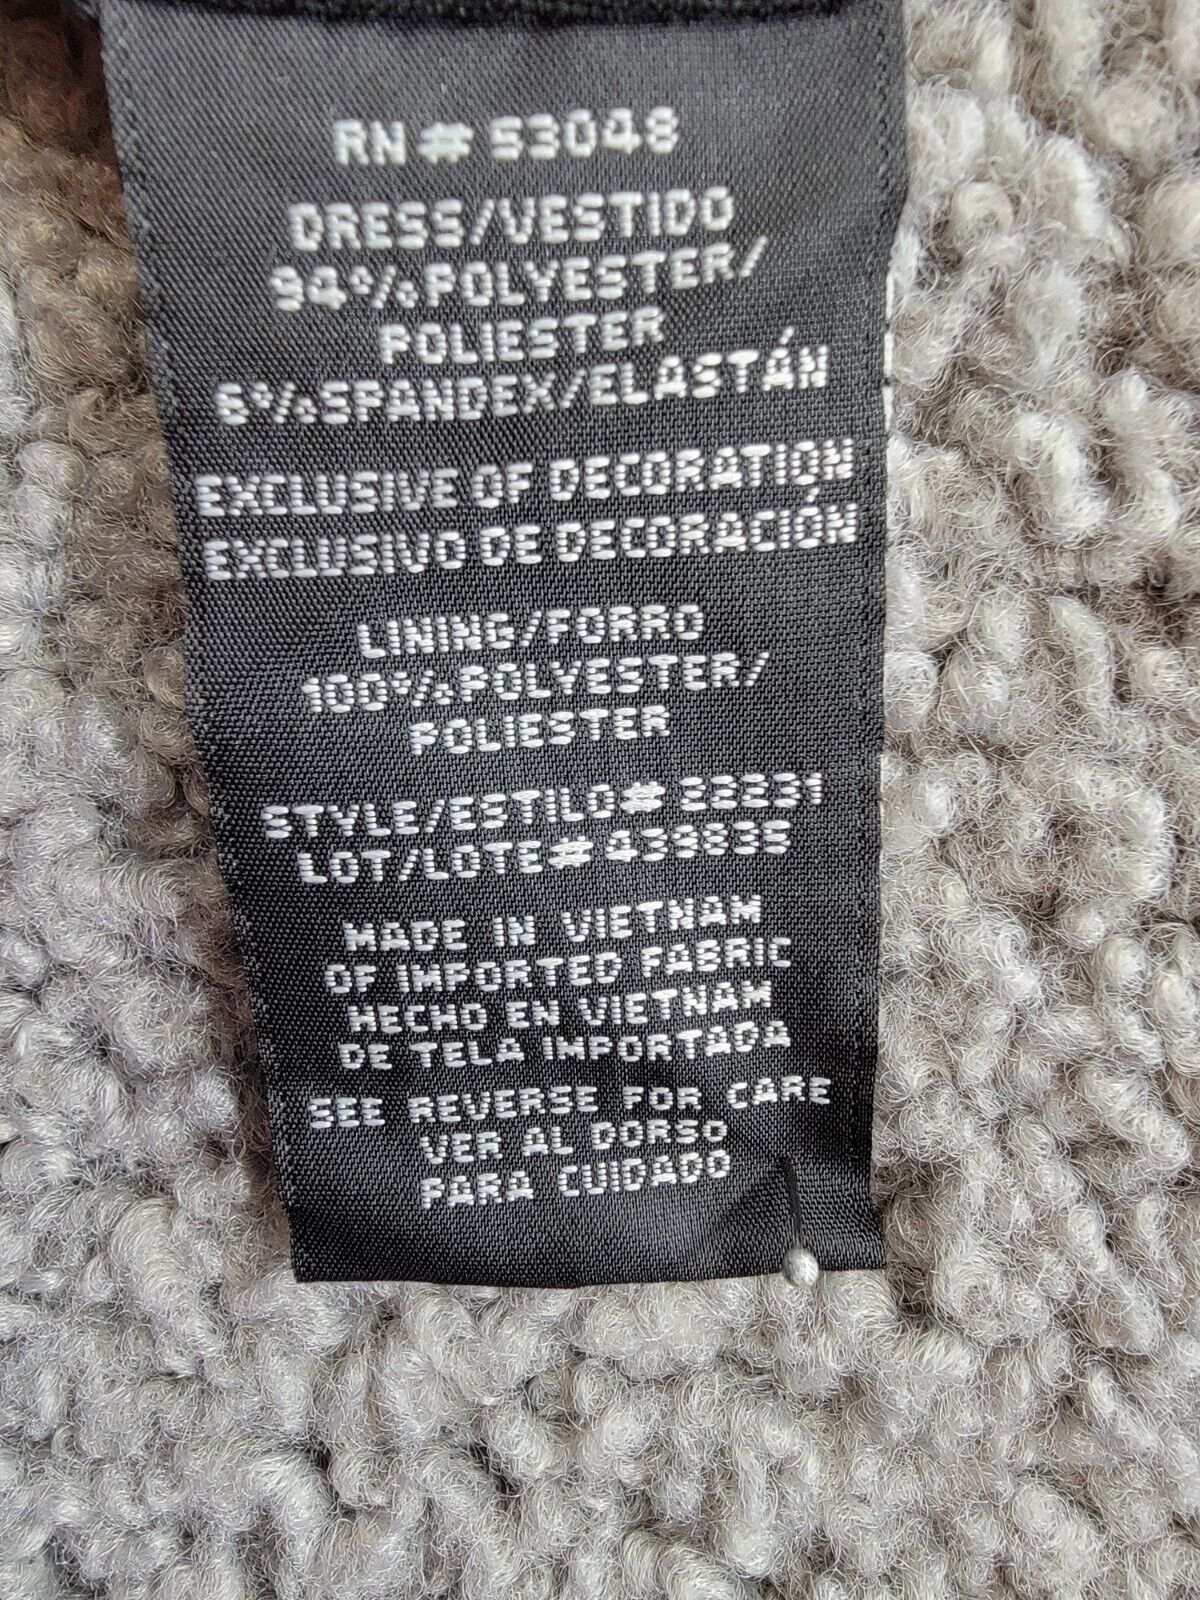 RN # 53048
DRESS/VESTIDO
94% POLYESTER/
POLIESTER
6% SPANDEX/ELASTÁN
EXCLUSIVE OF DECORATION
EXCLUSIVO DE DECORACIÓN
LINING/FORRO
100% POLYESTER/
POLIESTER
STYLE/ESTILO# 23231
LOT/LOTE# 439835
MADE IN VIETNAM
OF IMPORTED FABRIC
HECHO EN VIETNAM
DE TELA IMPORTADA
SEE REVERSE FOR CARE
VER AL DORSO
PARA CUIDADO